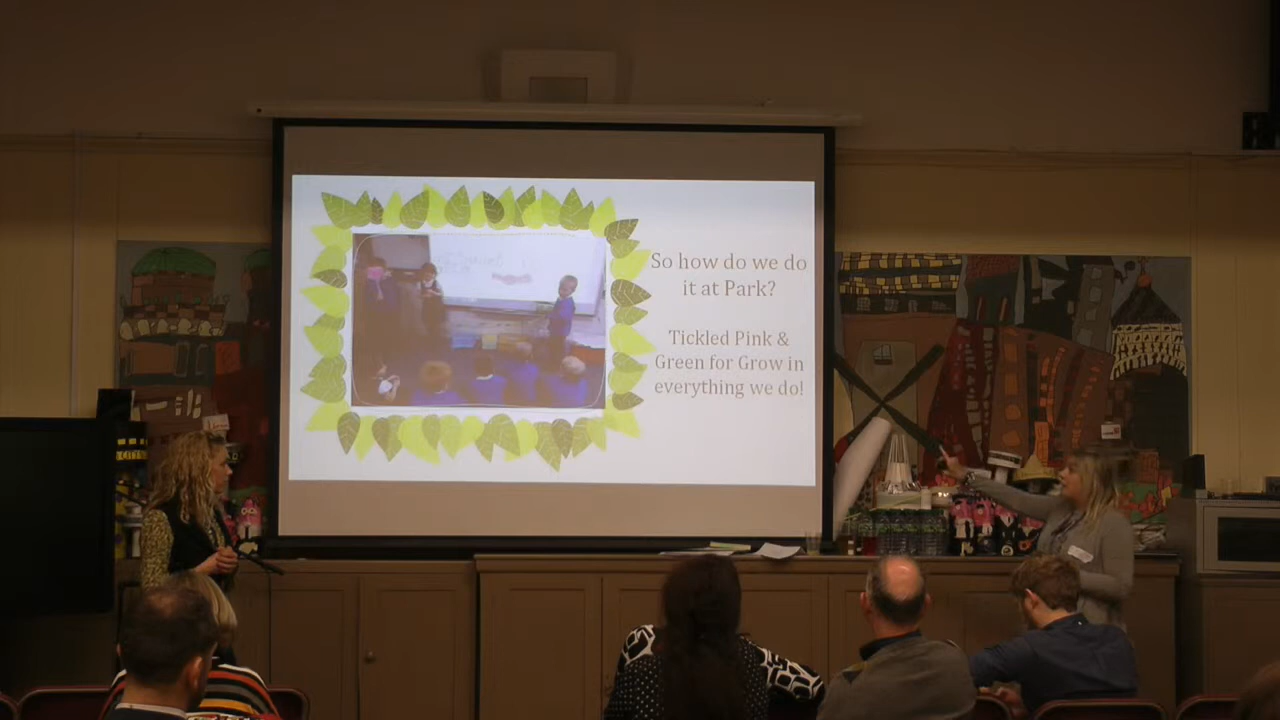 So how do we do
it at Park?
Tickled Pink &
Green for Grow in
everything we do!